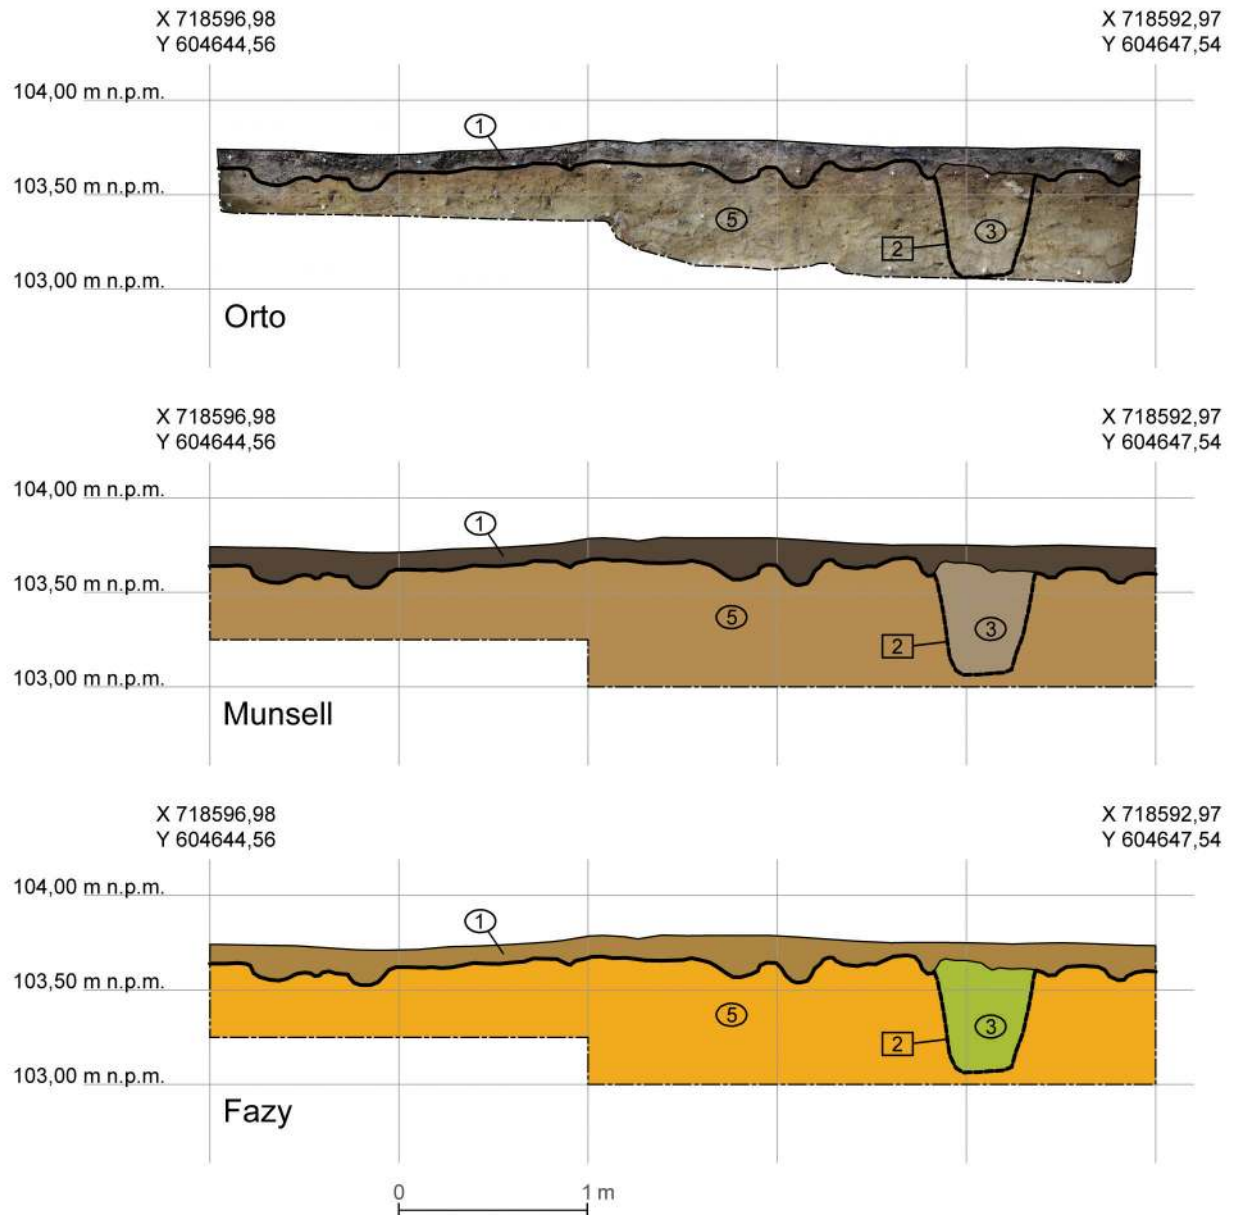 X 718596,98
Y 604644,56
X 718592,97
Y 604647,54
104,00 m n.p.m.
1
103,50 m n.p.m.
5
2
3
103,00 m n.p.m.
Orto
X 718596,98
Y 604644,56
X 718592,97
Y 604647,54
104,00 m n.p.m.
1
103,50 m n.p.m.
5
2
3
103,00 m n.p.m.
Munsell
X 718596,98
Y 604644,56
X 718592,97
Y 604647,54
104,00 m n.p.m.
1
103,50 m n.p.m.
5
2
3
103,00 m n.p.m.
Fazy
0
1 m